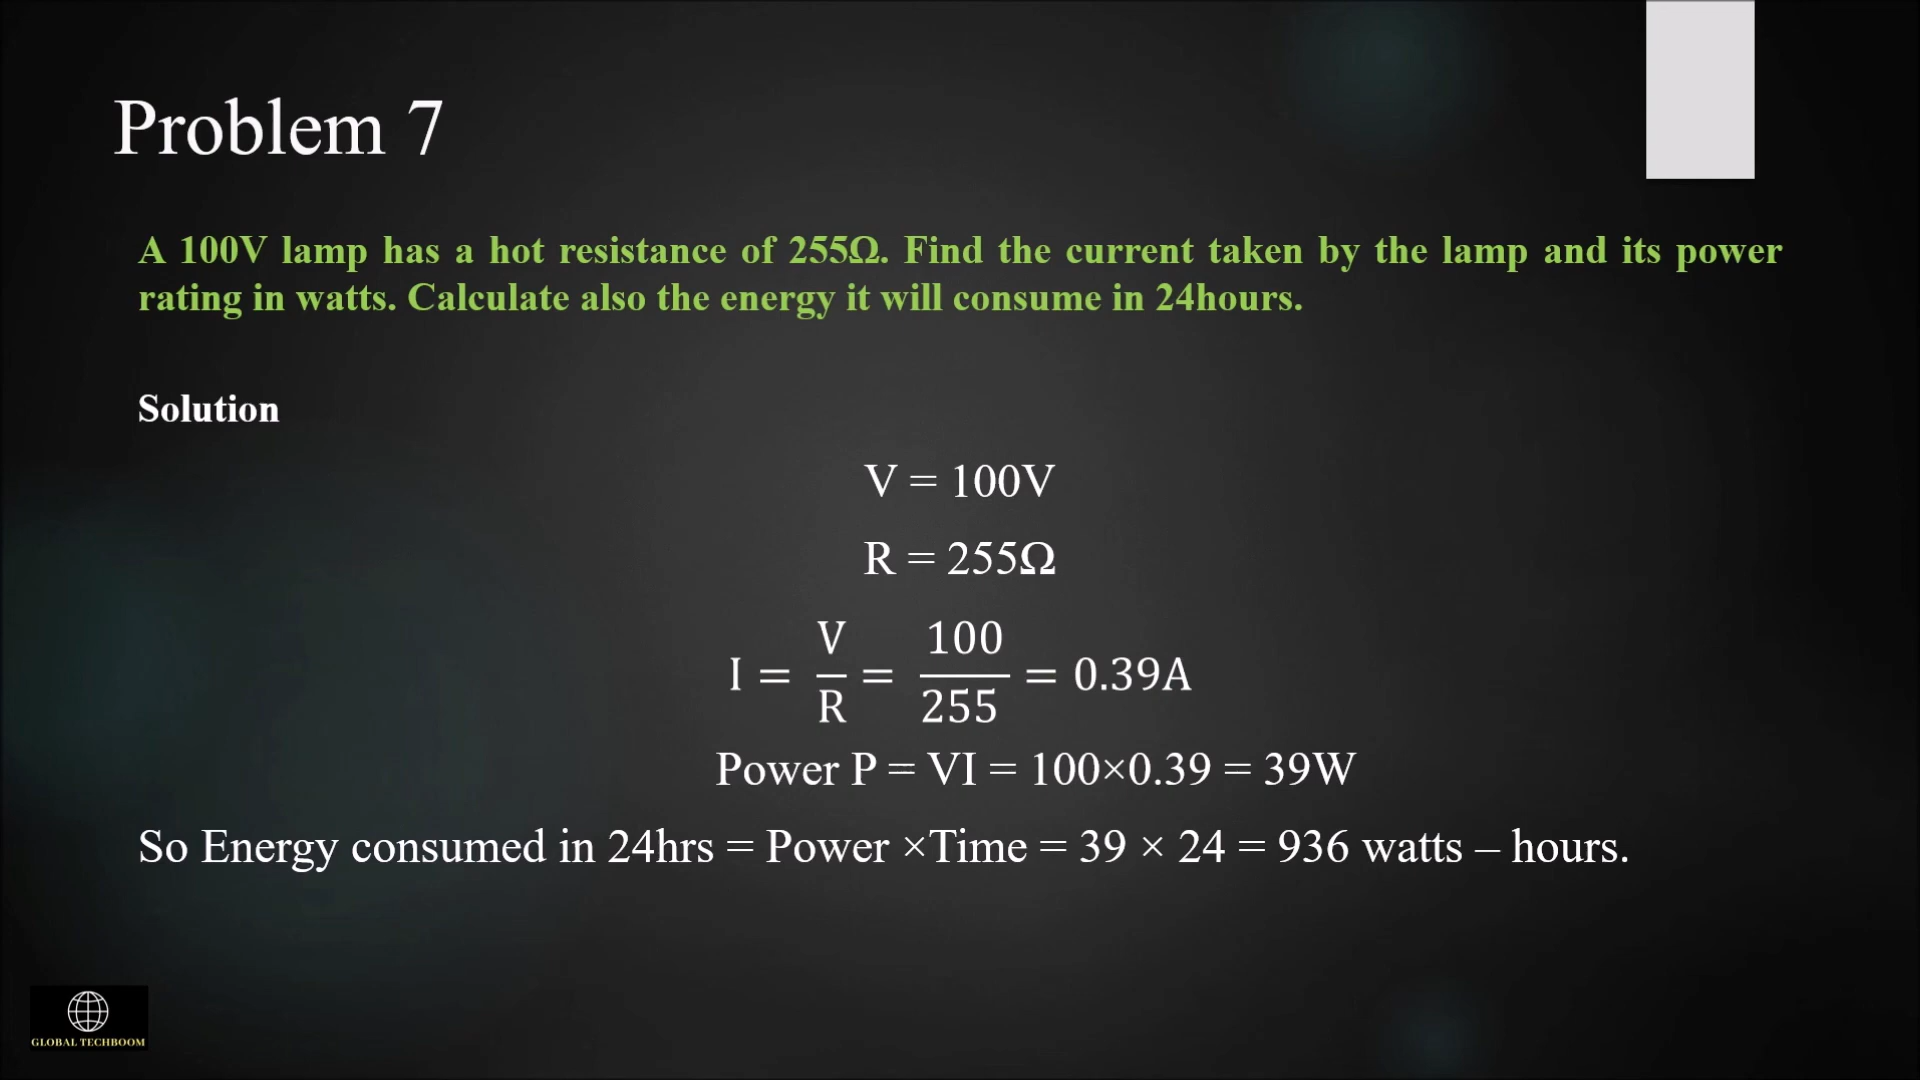 Problem 7
A 100V lamp has a hot resistance of 255Ω. Find the current taken by the lamp and its power
rating in watts. Calculate also the energy it will consume in 24hours.
Solution
V = 100V
R = 255Ω
I = V/R = 100/255 = 0.39A
Power P = VI = 100×0.39 = 39W
So Energy consumed in 24hrs = Power ×Time = 39 × 24 = 936 watts – hours.
GLOBAL TECHBOOM